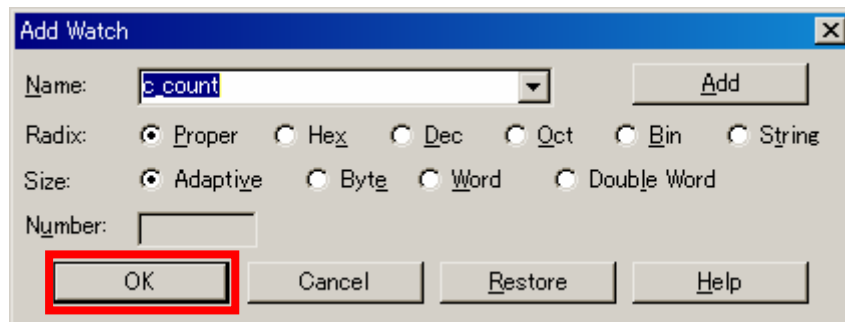 Add Watch
Name: c_count Add
Radix: Proper Hex Dec Oct Bin String
Size: Adaptive Byte Word Double Word
Number:
OK Cancel Restore Help